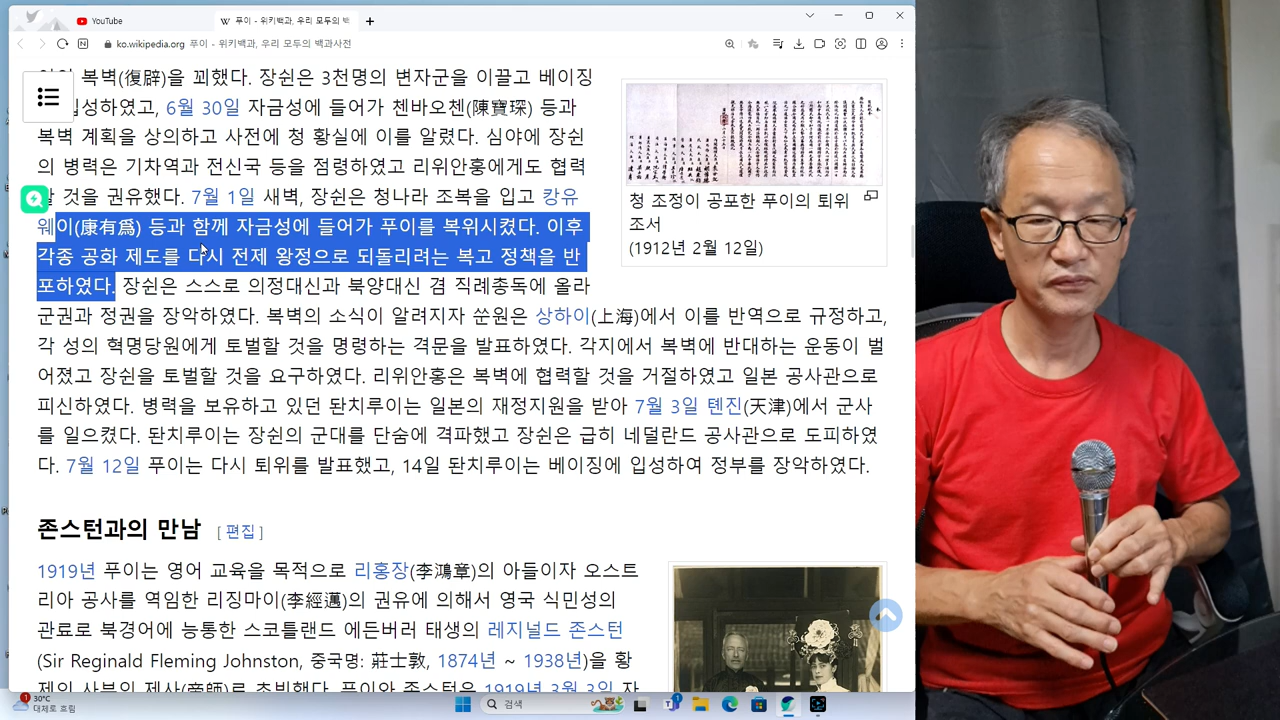 YouTube
푸이 - 위키백과, 우리 모두의 백
ko.wikipedia.org 푸이 - 위키백과, 우리 모두의 백과사전
복벽(復辟)을 꾀했다. 장쉰은 3천명의 변자군을 이끌고 베이징
입성하였고, 6월 30일 자금성에 들어가 첸바오첸(陳寶琛) 등과
복벽 계획을 상의하고 사전에 청 황실에 이를 알렸다. 심야에 장쉰
의 병력은 기차역과 전신국 등을 점령하였고 리위안훙에게도 협력
할 것을 권유했다. 7월 1일 새벽, 장쉰은 청나라 조복을 입고 캉유
웨이(康有爲) 등과 함께 자금성에 들어가 푸이를 복위시켰다. 이후
각종 공화 제도를 다시 전제 왕정으로 되돌리려는 복고 정책을 반
포하였다. 장쉰은 스스로 의정대신과 북양대신 겸 직례총독에 올라
군권과 정권을 장악하였다. 복벽의 소식이 알려지자 쑨원은 상하이(上海)에서 이를 반역으로 규정하고,
각 성의 혁명당원에게 토벌할 것을 명령하는 격문을 발표하였다. 각지에서 복벽에 반대하는 운동이 벌
어졌고 장쉰을 토벌할 것을 요구하였다. 리위안훙은 복벽에 협력할 것을 거절하였고 일본 공사관으로
피신하였다. 병력을 보유하고 있던 돤치루이는 일본의 재정지원을 받아 7월 3일 톈진(天津)에서 군사
를 일으켰다. 돤치루이는 장쉰의 군대를 단숨에 격파했고 장쉰은 급히 네덜란드 공사관으로 도피하였
다. 7월 12일 푸이는 다시 퇴위를 발표했고, 14일 돤치루이는 베이징에 입성하여 정부를 장악하였다.
청 조정이 공포한 푸이의 퇴위
조서
(1912년 2월 12일)
존스턴과의 만남 [ 편집 ]
1919년 푸이는 영어 교육을 목적으로 리홍장(李鴻章)의 아들이자 오스트
리아 공사를 역임한 리징마이(李經邁)의 권유에 의해서 영국 식민성의
관료로 북경어에 능통한 스코틀랜드 에든버러 태생의 레지널드 존스턴
(Sir Reginald Fleming Johnston, 중국명: 莊士敦, 1874년 ~ 1938년)을 황
제의 사부인 제사(帝師)로 초빙했다. 푸이와 존스턴은 1919년 3월 3일 자
30°C
대체로 흐림
검색